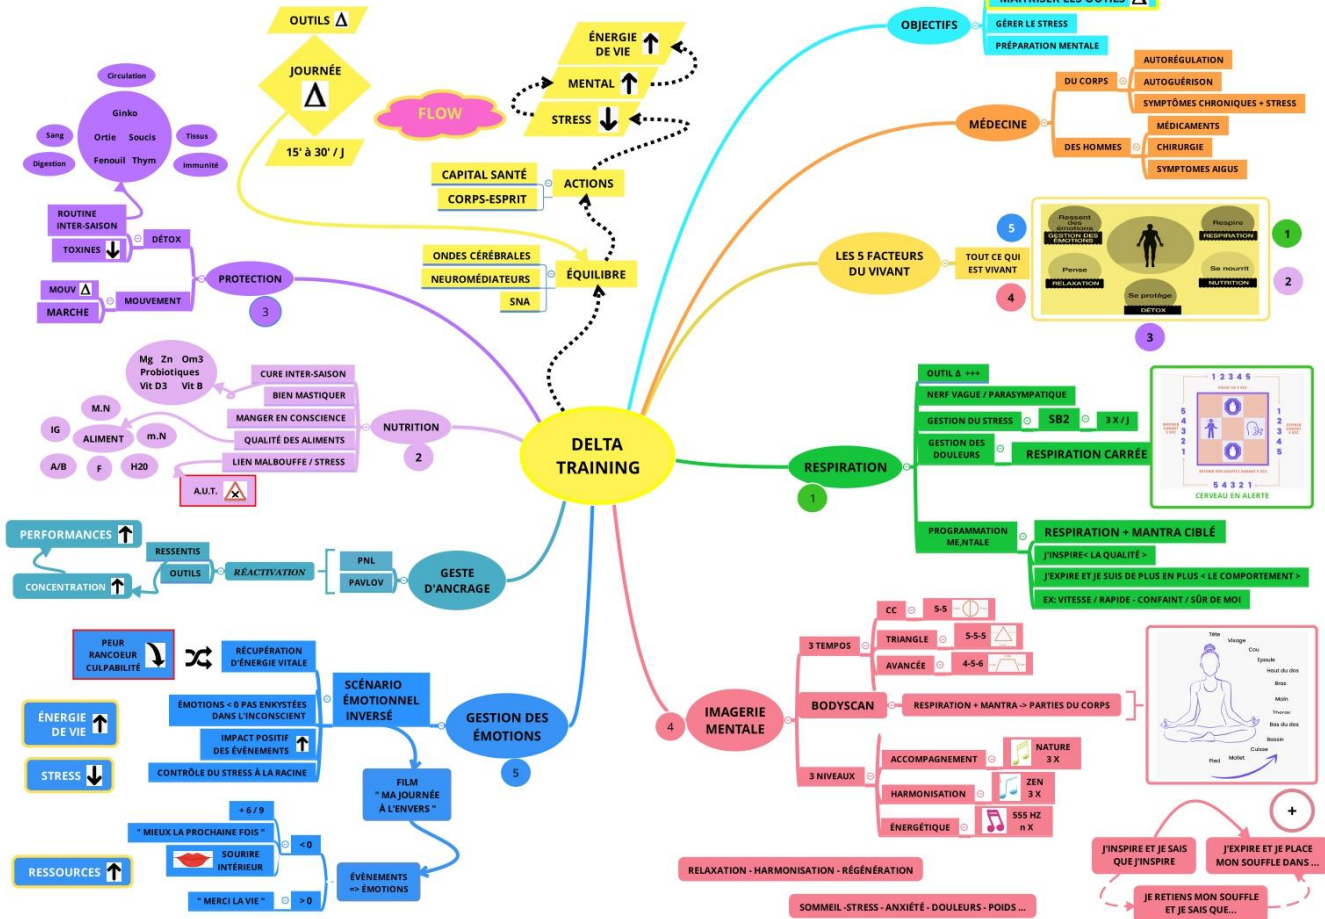 DELTA
TRAINING
OUTILS Δ
JOURNÉE
Δ
15' à 30' / J
FLOW
ÉNERGIE
DE VIE
MENTAL
STRESS
CAPITAL SANTÉ
CORPS-ESPRIT
ACTIONS
ONDES CÉRÉBRALES
NEUROMÉDIATEURS
SNA
ÉQUILIBRE
OBJECTIFS
MAITRISER LES OUTILS Δ
GÉRER LE STRESS
PRÉPARATION MENTALE
MÉDECINE
DU CORPS
AUTORÉGULATION
AUTOGUÉRISON
SYMPTÔMES CHRONIQUES + STRESS
DES HOMMES
MÉDICAMENTS
CHIRURGIE
SYMPTOMES AIGUS
LES 5 FACTEURS
DU VIVANT
TOUT CE QUI
EST VIVANT
5
4
Ressent
des
émotions
GESTION DES
ÉMOTIONS
Respire
RESPIRATION
Pense
RELAXATION
Se nourrit
NUTRITION
Se protège
DÉTOX
1
2
3
RESPIRATION
1
OUTIL Δ +++
NERF VAGUE / PARASYMPATIQUE
GESTION DU STRESS
SB2
3 X / J
GESTION DES
DOULEURS
RESPIRATION CARRÉE
1 2 3 4 5
5
4
3
2
1
1
2
3
4
5
5 4 3 2 1
CERVEAU EN ALERTE
PROGRAMMATION
ME,NTALE
RESPIRATION + MANTRA CIBLÉ
J'INSPIRE< LA QUALITÉ >
J'EXPIRE ET JE SUIS DE PLUS EN PLUS < LE COMPORTEMENT >
EX: VITESSE / RAPIDE - CONFAINT / SÛR DE MOI
IMAGERIE
MENTALE
4
3 TEMPOS
CC
5-5
TRIANGLE
5-5-5
AVANCÉE
4-5-6
BODYSCAN
RESPIRATION + MANTRA -> PARTIES DU CORPS
3 NIVEAUX
ACCOMPAGNEMENT
NATURE
3 X
HARMONISATION
ZEN
3 X
ÉNERGÉTIQUE
555 HZ
n X
Tête
Visage
Cou
Epaule
Haut du dos
Bras
Main
Thorax
Bas du dos
Bassin
Cuisse
Mollet
Pied
+
J'INSPIRE ET JE SAIS
QUE J'INSPIRE
J'EXPIRE ET JE PLACE
MON SOUFFLE DANS ...
JE RETIENS MON SOUFFLE
ET JE SAIS QUE...
RELAXATION - HARMONISATION - RÉGÉNÉRATION
SOMMEIL -STRESS - ANXIÉTÉ - DOULEURS - POIDS ...
PROTECTION
3
DÉTOX
ROUTINE
INTER-SAISON
TOXINES
MOUVEMENT
MOUV Δ
MARCHE
Circulation
Ginko
Ortie Soucis
Fenouil Thym
Sang
Digestion
Tissus
Immunité
NUTRITION
2
CURE INTER-SAISON
BIEN MASTIQUER
MANGER EN CONSCIENCE
QUALITÉ DES ALIMENTS
LIEN MALBOUFFE / STRESS
Mg Zn Om3
Probiotiques
Vit D3 Vit B
M.N
IG
ALIMENT
m.N
A/B
F
H20
A.U.T.
GESTE
D'ANCRAGE
PNL
PAVLOV
RÉACTIVATION
RESSENTIS
OUTILS
PERFORMANCES
CONCENTRATION
GESTION DES
ÉMOTIONS
5
SCÉNARIO
ÉMOTIONNEL
INVERSÉ
RÉCUPÉRATION
D'ÉNERGIE VITALE
PEUR
RANCOEUR
CULPABILITÉ
ÉMOTIONS < 0 PAS ENKYSTÉES
DANS L'INCONSCIENT
IMPACT POSITIF
DES ÉVÈNEMENTS
CONTRÔLE DU STRESS À LA RACINE
ÉNERGIE
DE VIE
STRESS
RESSOURCES
FILM
" MA JOURNÉE
À L'ENVERS "
ÉVÈNEMENTS
=> ÉMOTIONS
< 0
+ 6 / 9
" MIEUX LA PROCHAINE FOIS "
SOURIRE
INTÉRIEUR
> 0
" MERCI LA VIE "